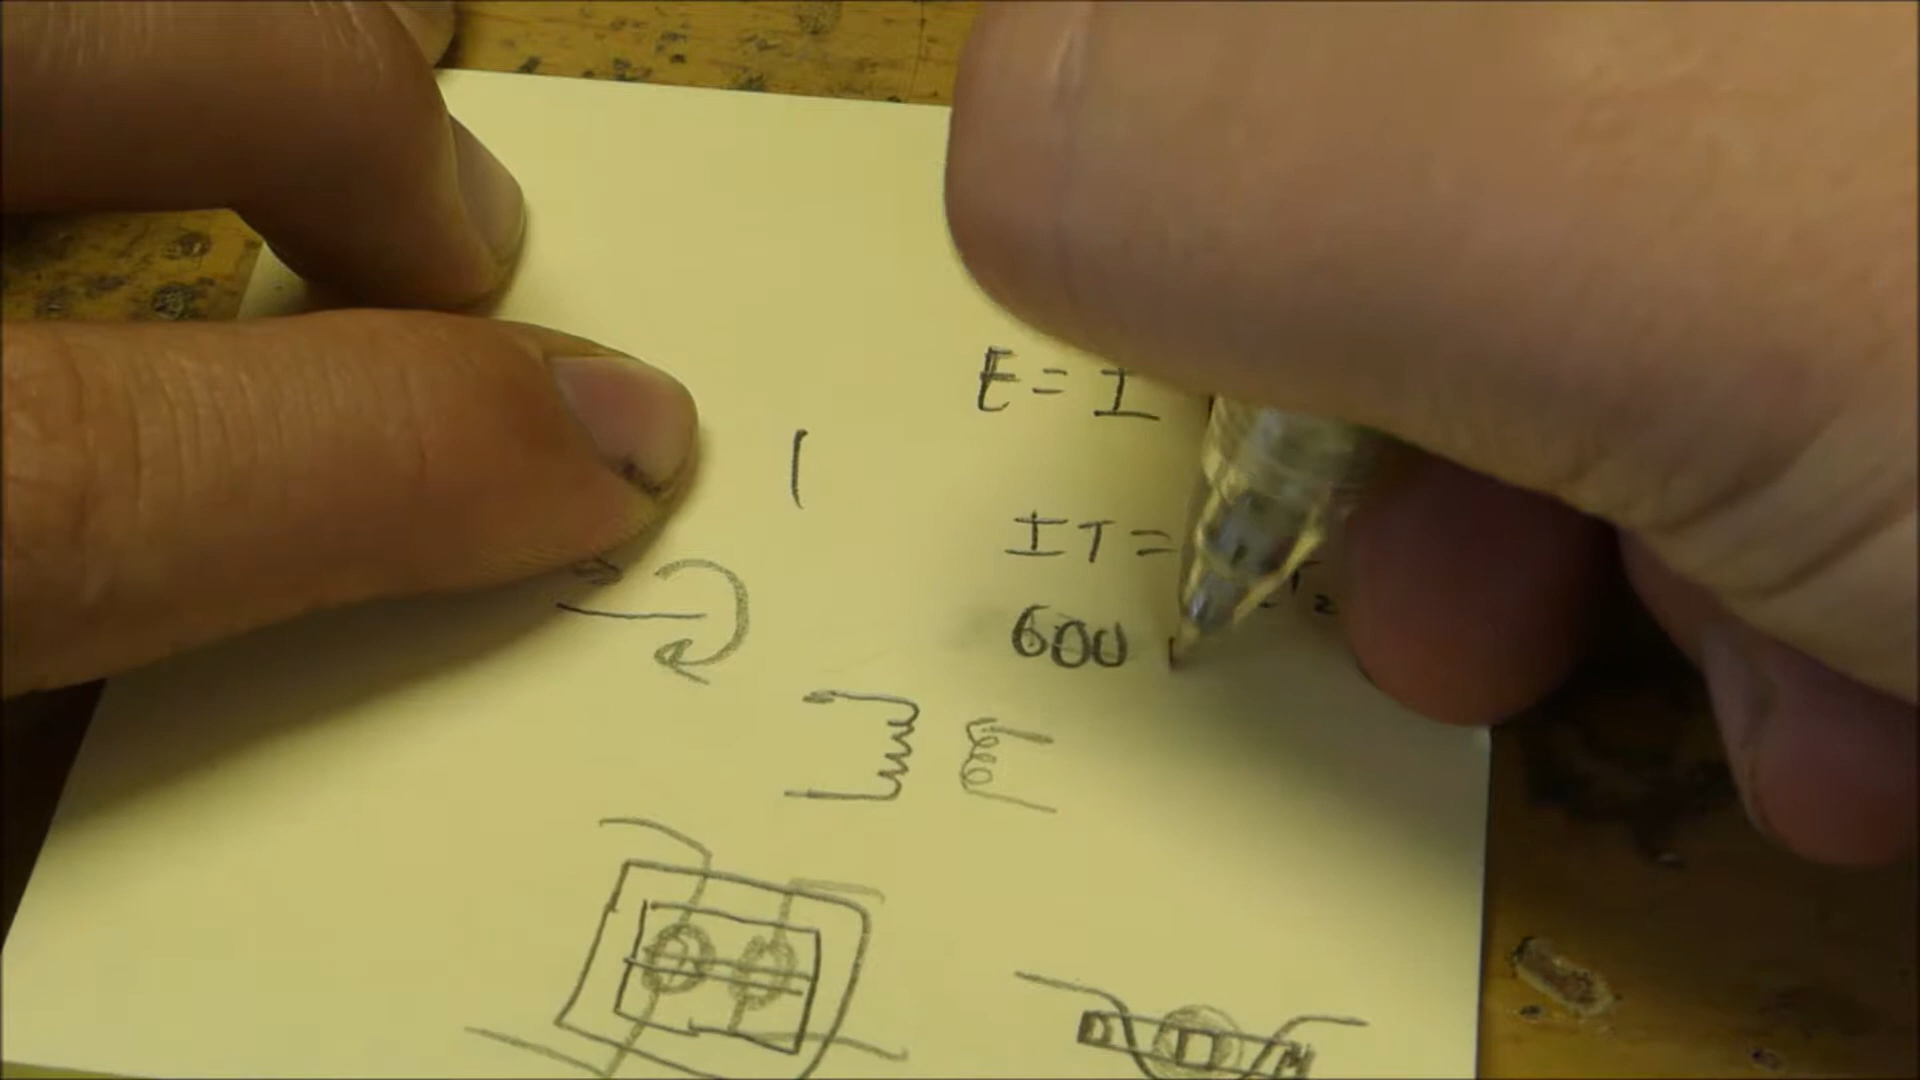 E = I
IT =
600